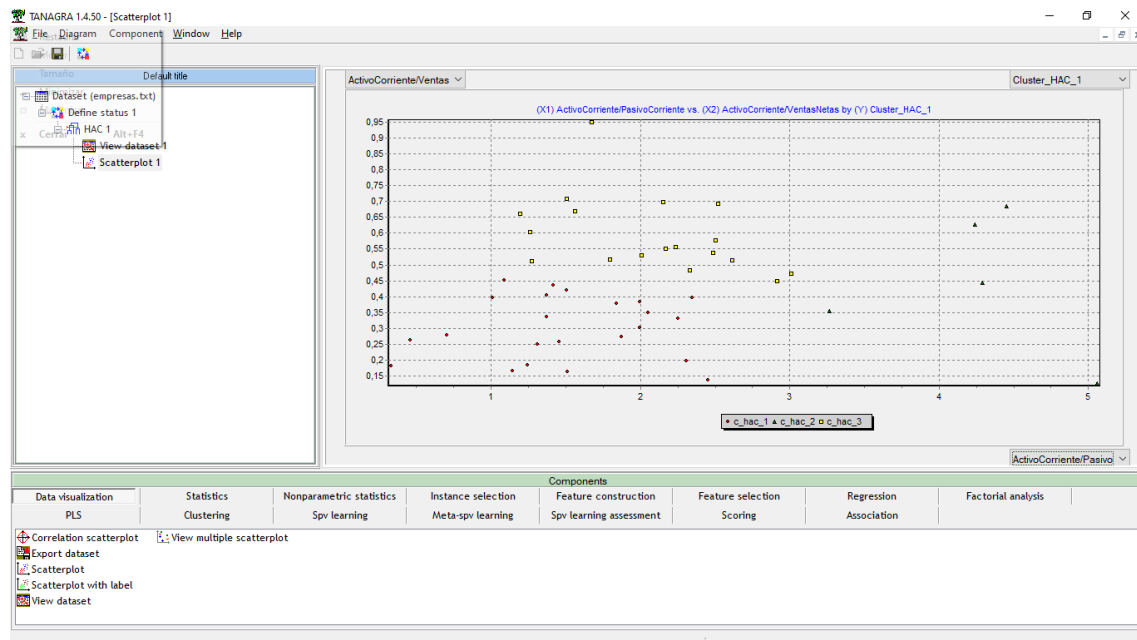 TANAGRA 1.4.50 - [Scatterplot 1]
File Diagram Component Window Help
Tamaño
Default title
Dataset (empresas.txt)
Define status 1
HAC 1
x Cerrar Alt+F4
View dataset 1
Scatterplot 1
ActivoCorriente/Ventas
Cluster_HAC_1
(X1) ActivoCorriente/PasivoCorriente vs. (X2) ActivoCorriente/VentasNetas by (Y) Cluster_HAC_1
0,95
0,9
0,85
0,8
0,75
0,7
0,65
0,6
0,55
0,5
0,45
0,4
0,35
0,3
0,25
0,2
0,15
1 2 3 4 5
c_hac_1 c_hac_2 c_hac_3
ActivoCorriente/Pasivo
Components
Data visualization Statistics Nonparametric statistics Instance selection Feature construction Feature selection Regression Factorial analysis
PLS Clustering Spv learning Meta-spv learning Spv learning assessment Scoring Association
Correlation scatterplot View multiple scatterplot
Export dataset
Scatterplot
Scatterplot with label
View dataset